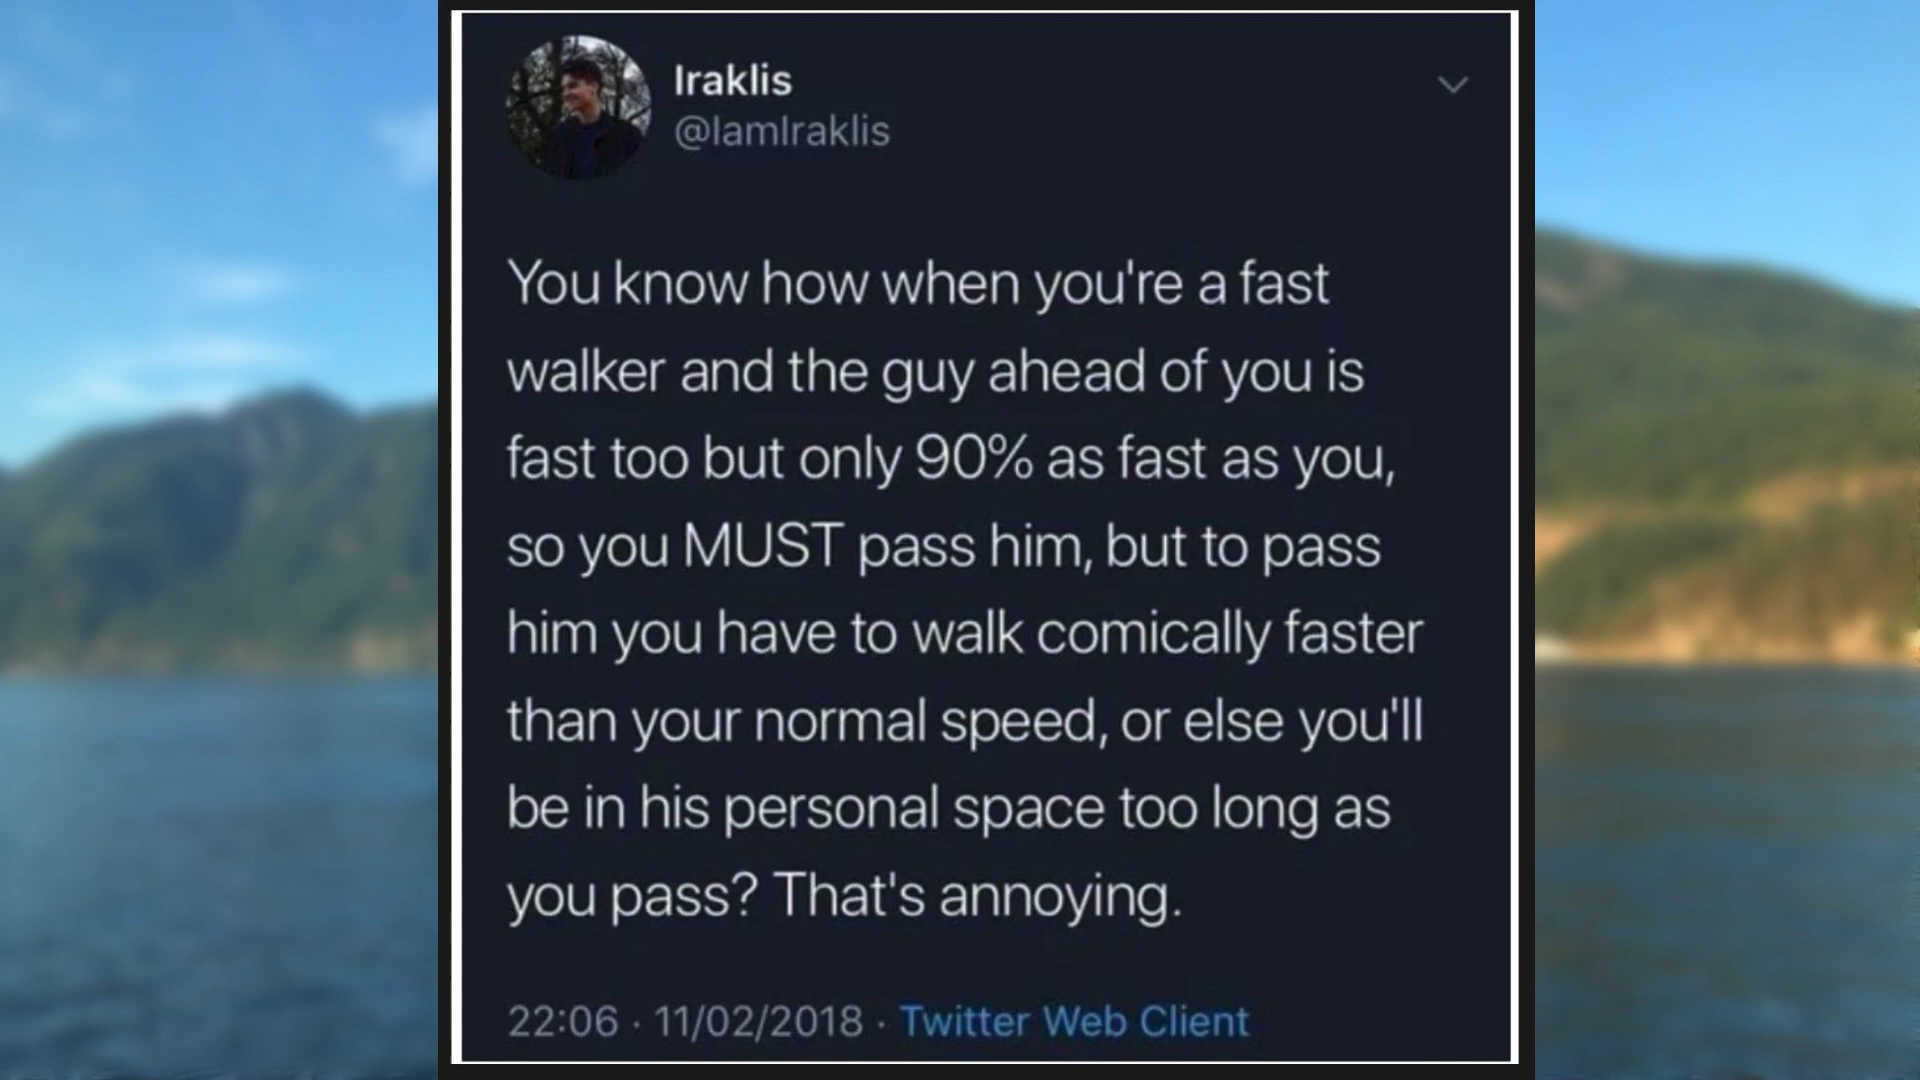 Iraklis
@IamIraklis
You know how when you're a fast
walker and the guy ahead of you is
fast too but only 90% as fast as you,
so you MUST pass him, but to pass
him you have to walk comically faster
than your normal speed, or else you'll
be in his personal space too long as
you pass? That's annoying.
22:06 · 11/02/2018 · Twitter Web Client